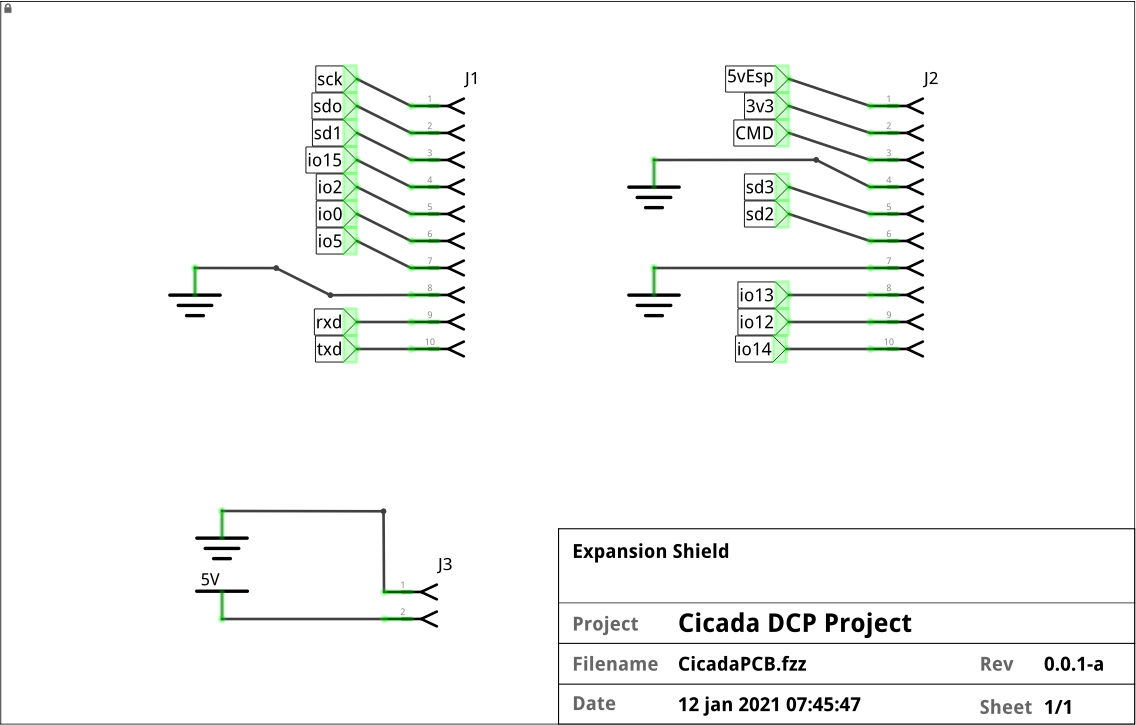 J1
sck
1
sdo
2
sd1
3
io15
4
io2
5
io0
6
io5
7
8
rxd
9
txd
10
J2
5vEsp
1
3v3
2
CMD
3
4
sd3
5
sd2
6
7
io13
8
io12
9
io14
10
J3
5V
1
2
Expansion Shield
Project Cicada DCP Project
Filename CicadaPCB.fzz Rev 0.0.1-a
Date 12 jan 2021 07:45:47 Sheet 1/1